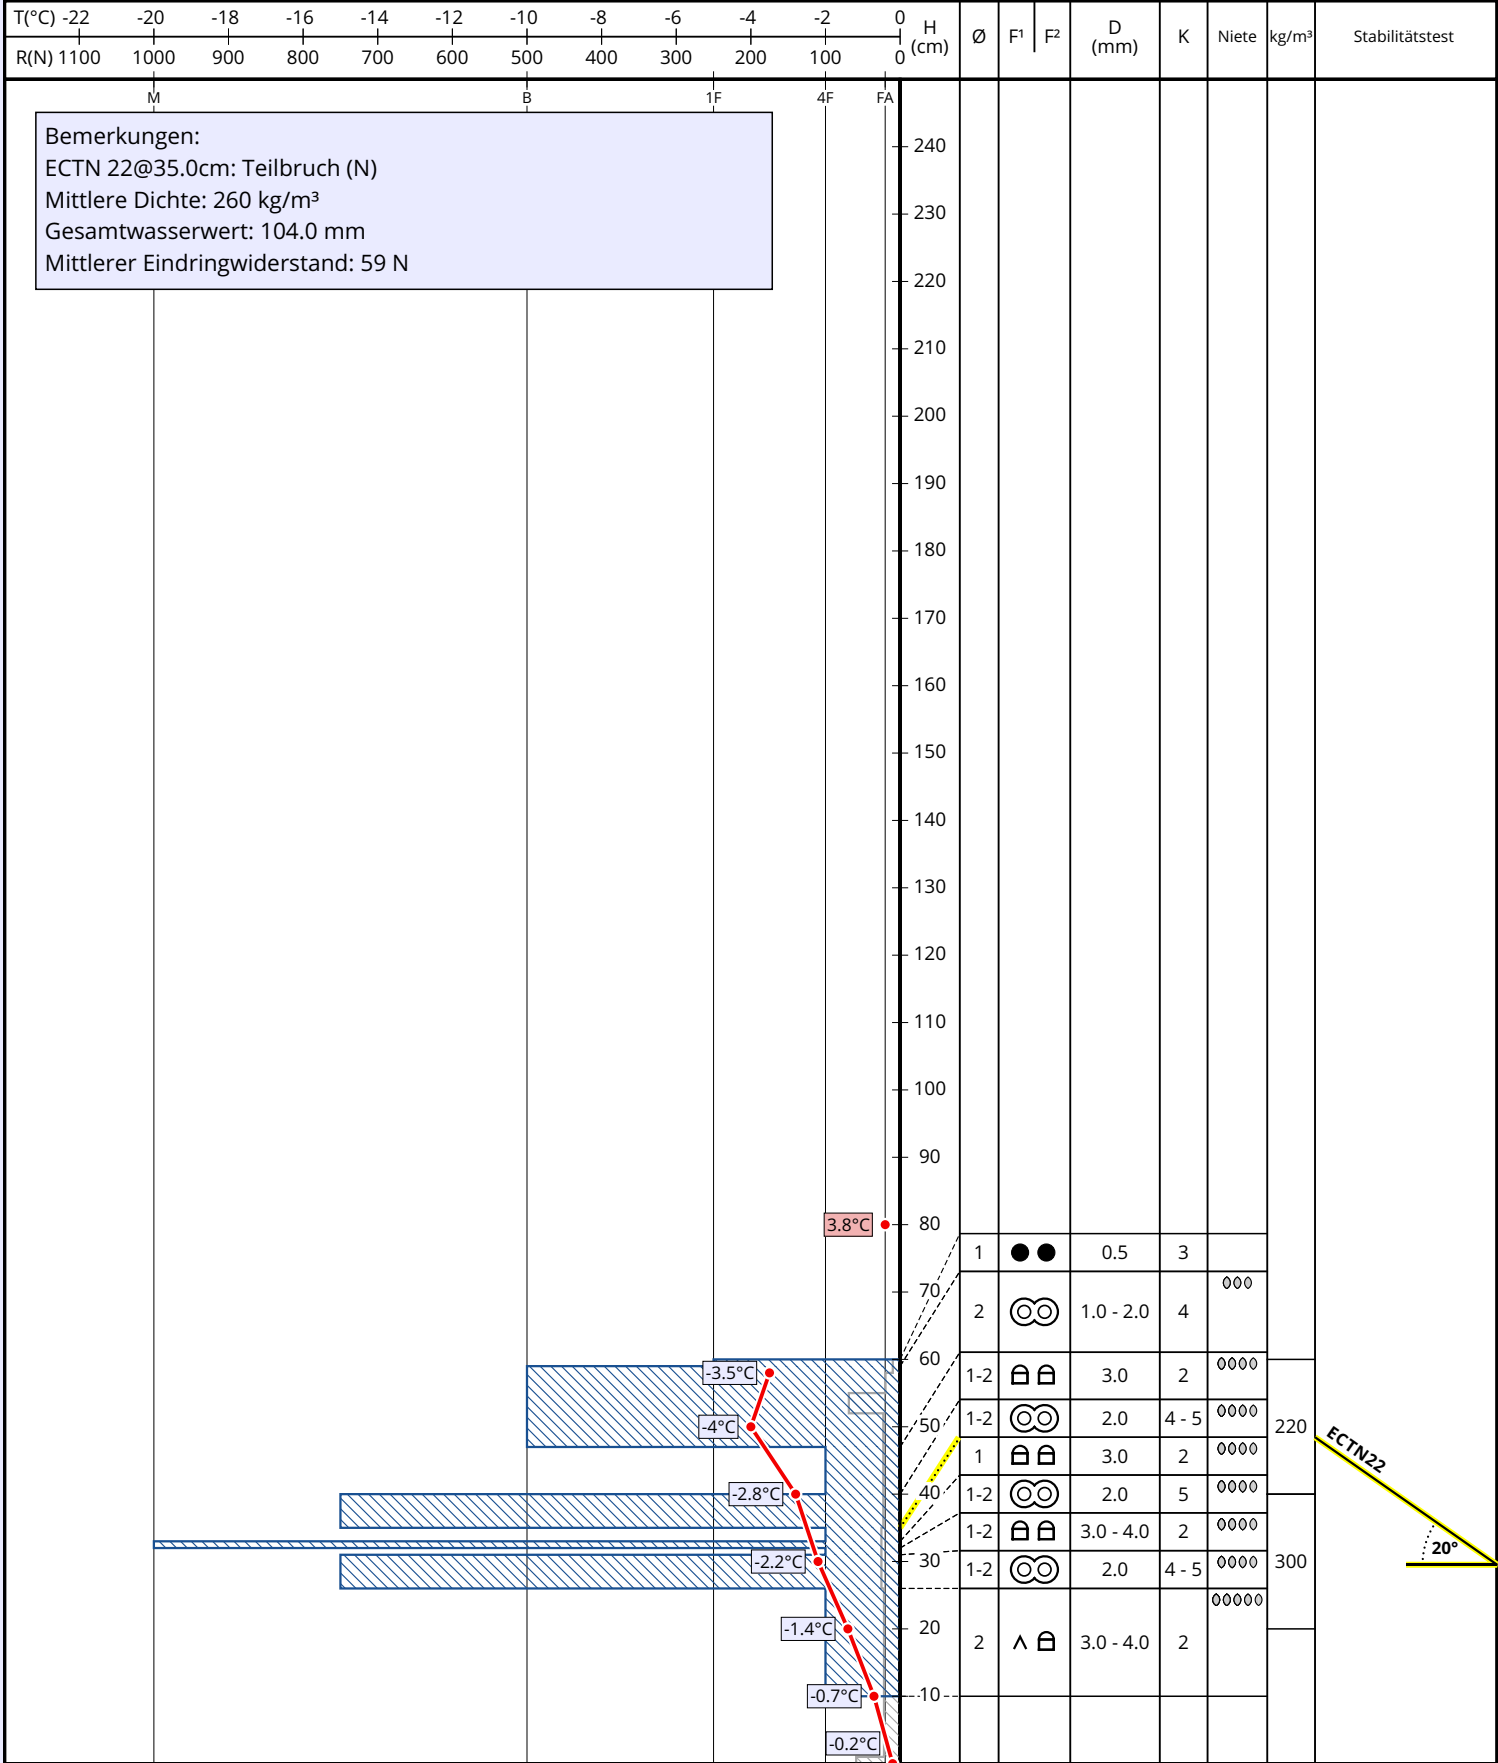 T(°C) -22 -20 -18 -16 -14 -12 -10 -8 -6 -4 -2 0
R(N) 1100 1000 900 800 700 600 500 400 300 200 100 0
H (cm) Ø F¹ F² D (mm) K Niete kg/m³ Stabilitätstest
M B 1F 4F FA
Bemerkungen:
ECTN 22@35.0cm: Teilbruch (N)
Mittlere Dichte: 260 kg/m³
Gesamtwasserwert: 104.0 mm
Mittlerer Eindringwiderstand: 59 N
240
230
220
210
200
190
180
170
160
150
140
130
120
110
100
90
3.8°C 80
1 0.5 3
70
2 1.0 - 2.0 4
60
-3.5°C 1-2 3.0 2
-4°C 50 1-2 2.0 4 - 5 220
ECTN22
1 3.0 2
-2.8°C 40 1-2 2.0 5
1-2 3.0 - 4.0 2
20°
-2.2°C 30 1-2 2.0 4 - 5 300
-1.4°C 20
2 3.0 - 4.0 2
-0.7°C 10
-0.2°C